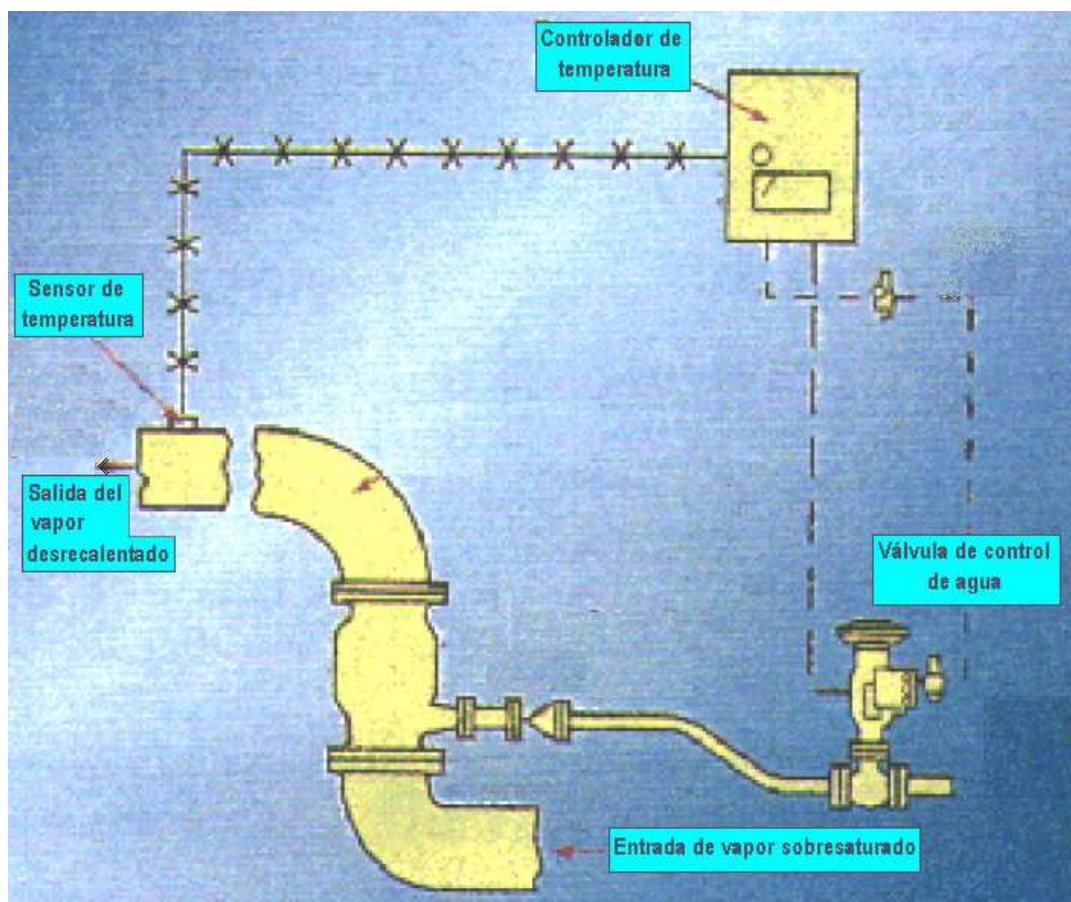 Controlador de
temperatura
Sensor de
temperatura
Salida del
vapor
desrecalentado
Válvula de control
de agua
Entrada de vapor sobresaturado